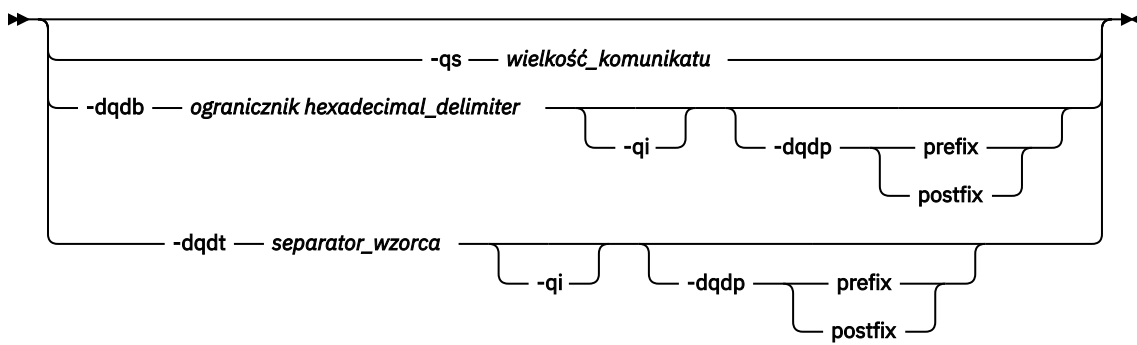 -qs wielkość_komunikatu
-dqdb ogranicznik hexadecimal_delimiter
-qi -dqdp prefix
postfix
-dqdt separator_wzorca
-qi -dqdp prefix
postfix